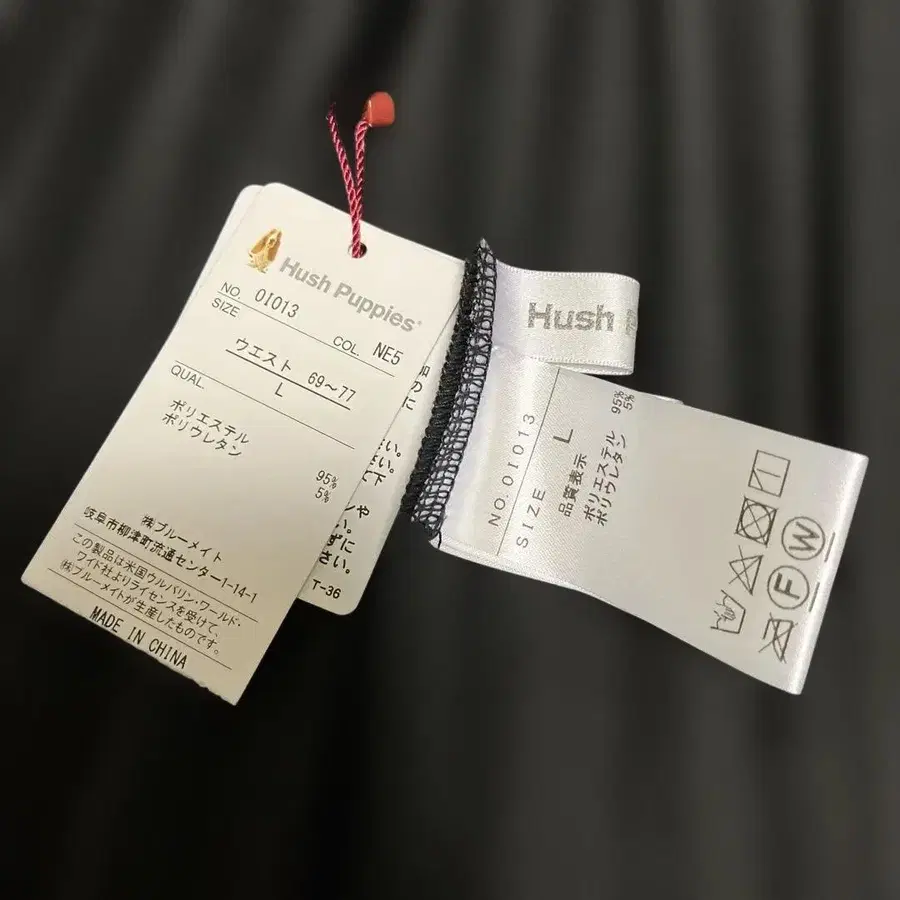 Hush Puppies
NO. 01013
SIZE
COL. NE5
ウエスト 69～77
L
QUAL
ポリエステル 95%
ポリウレタン 5%
㈱ブルーメイト
岐阜市柳津町流通センター1-14-1
この製品は米国ウルバリン・ワールド・
ワイド社よりライセンスを受けて、
㈱ブルーメイトが生産したものです。
MADE IN CHINA
T-36
Hush
NO.01013
SIZE L
品質表示
ポリエステル 95%
ポリウレタン 5%
F
W